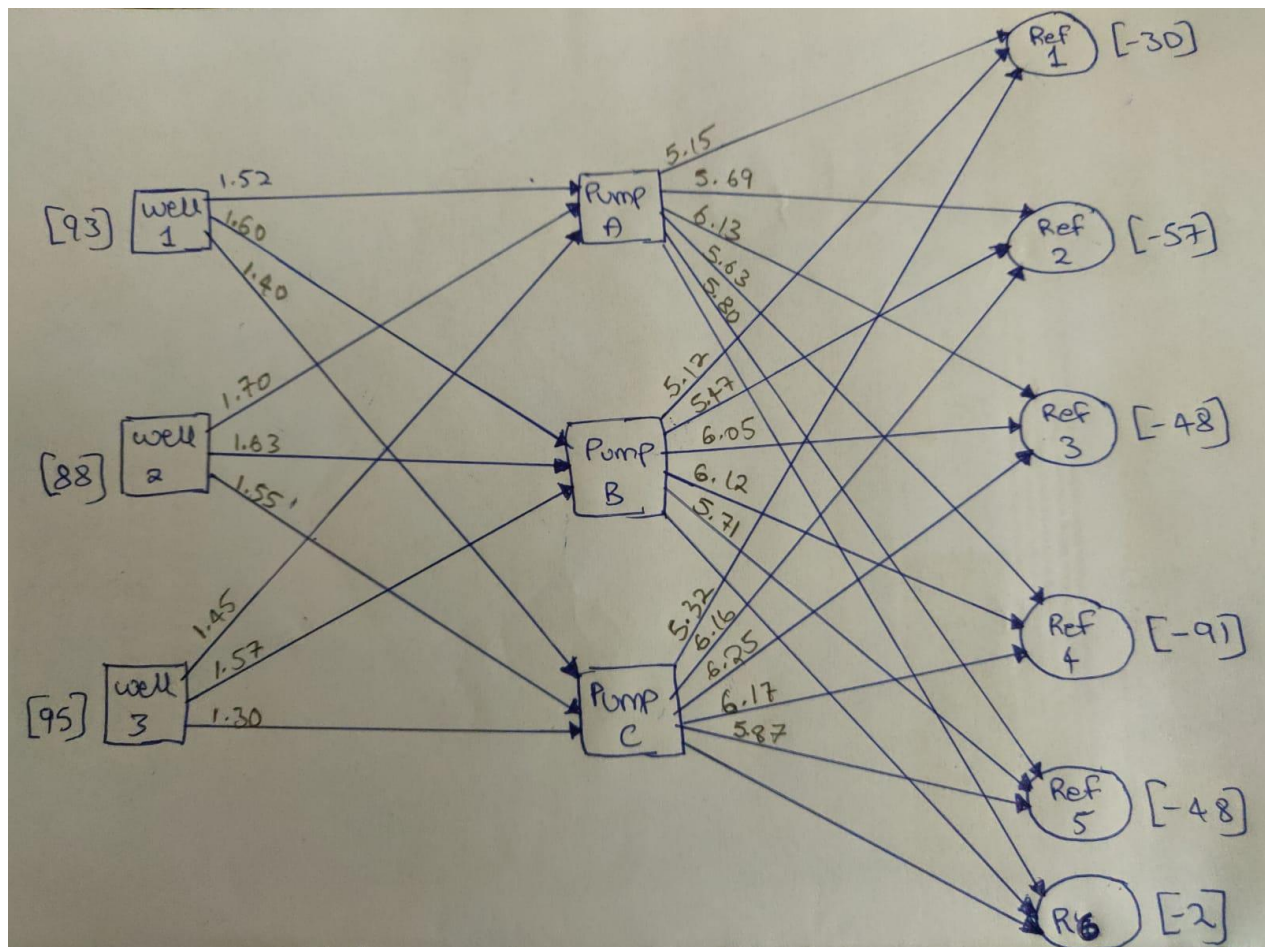 Ref
1
[-30]
5.15
1.52
Pump
A
5.69
[93]
well
1
1.60
6.13
Ref
2
[-57]
1.40
5.63
5.80
1.70
5.12
5.47
Ref
3
[-48]
well
2
1.63
Pump
B
6.05
[88]
1.55
6.12
5.71
1.45
5.32
6.16
Ref
4
[-91]
1.57
6.25
well
3
Pump
C
6.17
[95]
1.30
5.87
Ref
5
[-48]
[-2]